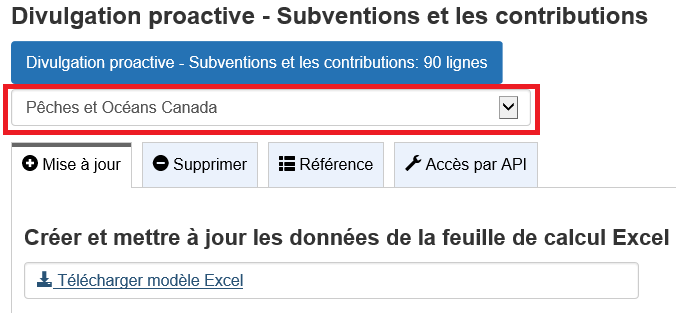 Divulgation proactive - Subventions et les contributions
Divulgation proactive - Subventions et les contributions: 90 lignes
Pêches et Océans Canada
Mise à jour
Supprimer
Référence
Accès par API
Créer et mettre à jour les données de la feuille de calcul Excel
Télécharger modèle Excel